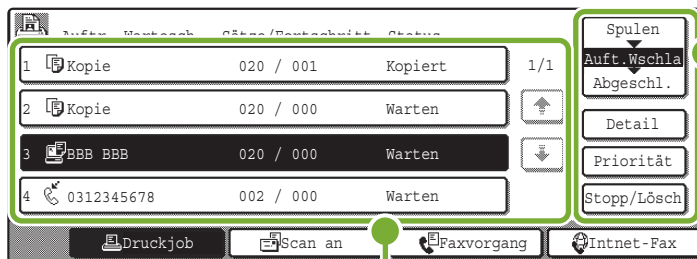 Auftr. Wartesch. Sätze/Fortschritt Status
1 Kopie 020 / 001 Kopiert
2 Kopie 020 / 000 Warten
3 BBB BBB 020 / 000 Warten
4 0312345678 002 / 000 Warten
1/1
Spulen
Auft.Wschla
Abgeschl.
Detail
Priorität
Stopp/Lösch
Druckjob Scan an Faxvorgang Intnet-Fax